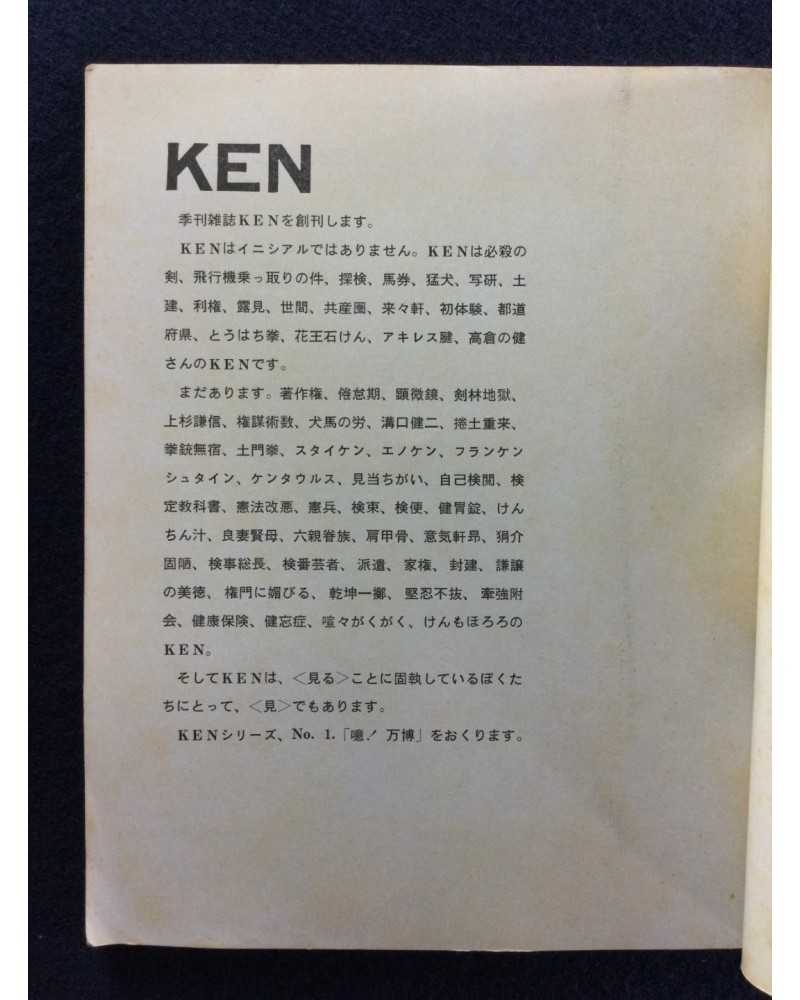 KEN
季刊雑誌KENを創刊します。
KENはイニシアルではありません。KENは必殺の
剣、飛行機乗っ取りの件、探検、馬券、猛犬、写研、土
建、利権、露見、世間、共産圏、来々軒、初体験、都道
府県、とうはち拳、花王石けん、アキレス腱、高倉の健
さんのKENです。
まだあります。著作権、倦怠期、顕微鏡、剣林地獄、
上杉謙信、権謀術数、犬馬の労、溝口健二、捲土重来、
拳銃無宿、土門拳、スタイケン、エノケン、フランケン
シュタイン、ケンタウルス、見当ちがい、自己検閲、検
定教科書、憲法改悪、憲兵、検束、検便、健胃錠、けん
ちん汁、良妻賢母、六親眷族、肩甲骨、意気軒昂、狷介
固陋、検事総長、検番芸者、派遣、家権、封建、謙譲
の美徳、権門に媚びる、乾坤一擲、堅忍不抜、牽強附
会、健康保険、健忘症、喧々がくがく、けんもほろろの
KEN。
そしてKENは、＜見る＞ことに固執しているぼくた
ちにとって、＜見＞でもあります。
KENシリーズ、No. 1.「噫！万博」をおくります。